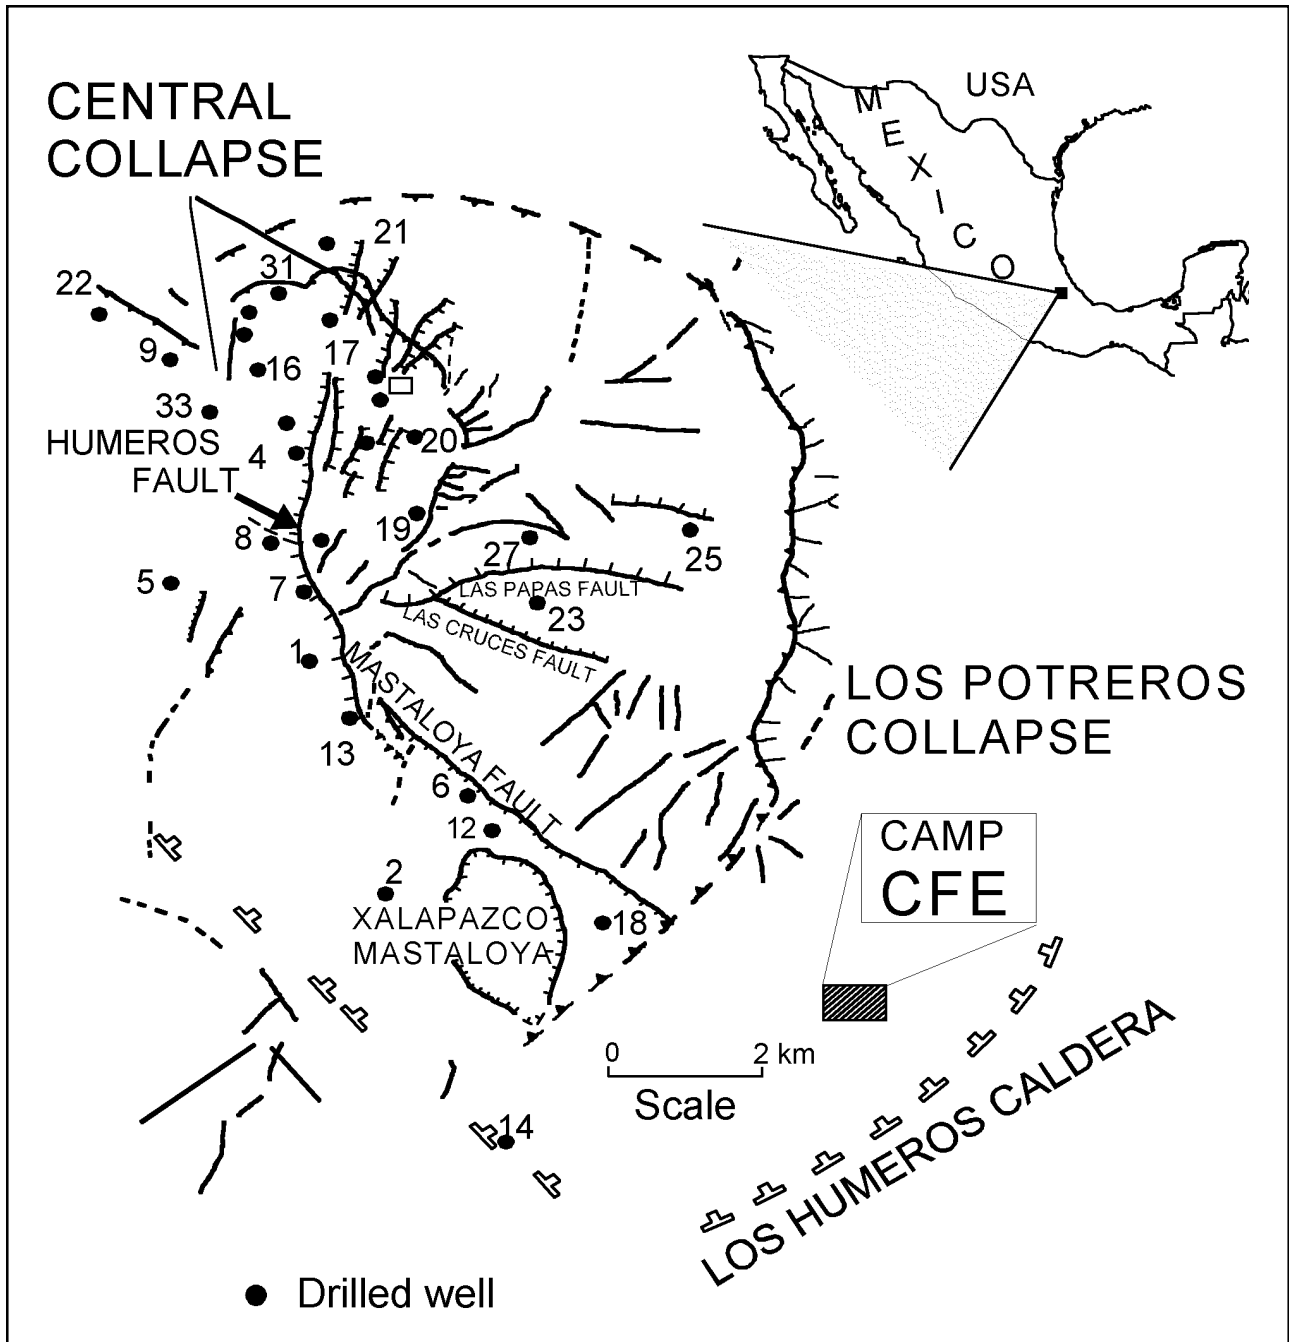 CENTRAL
COLLAPSE
USA
M
E
X
I
C
O
21
31
22
9
16
17
33
HUMEROS
FAULT
4
20
19
8
27
25
5
7
LAS PAPAS FAULT
23
LAS CRUCES FAULT
1
MASTALOYA FAULT
LOS POTREROS
COLLAPSE
13
6
12
CAMP
CFE
2
XALAPAZCO
MASTALOYA
18
0 2 km
Scale
14
LOS HUMEROS CALDERA
Drilled well